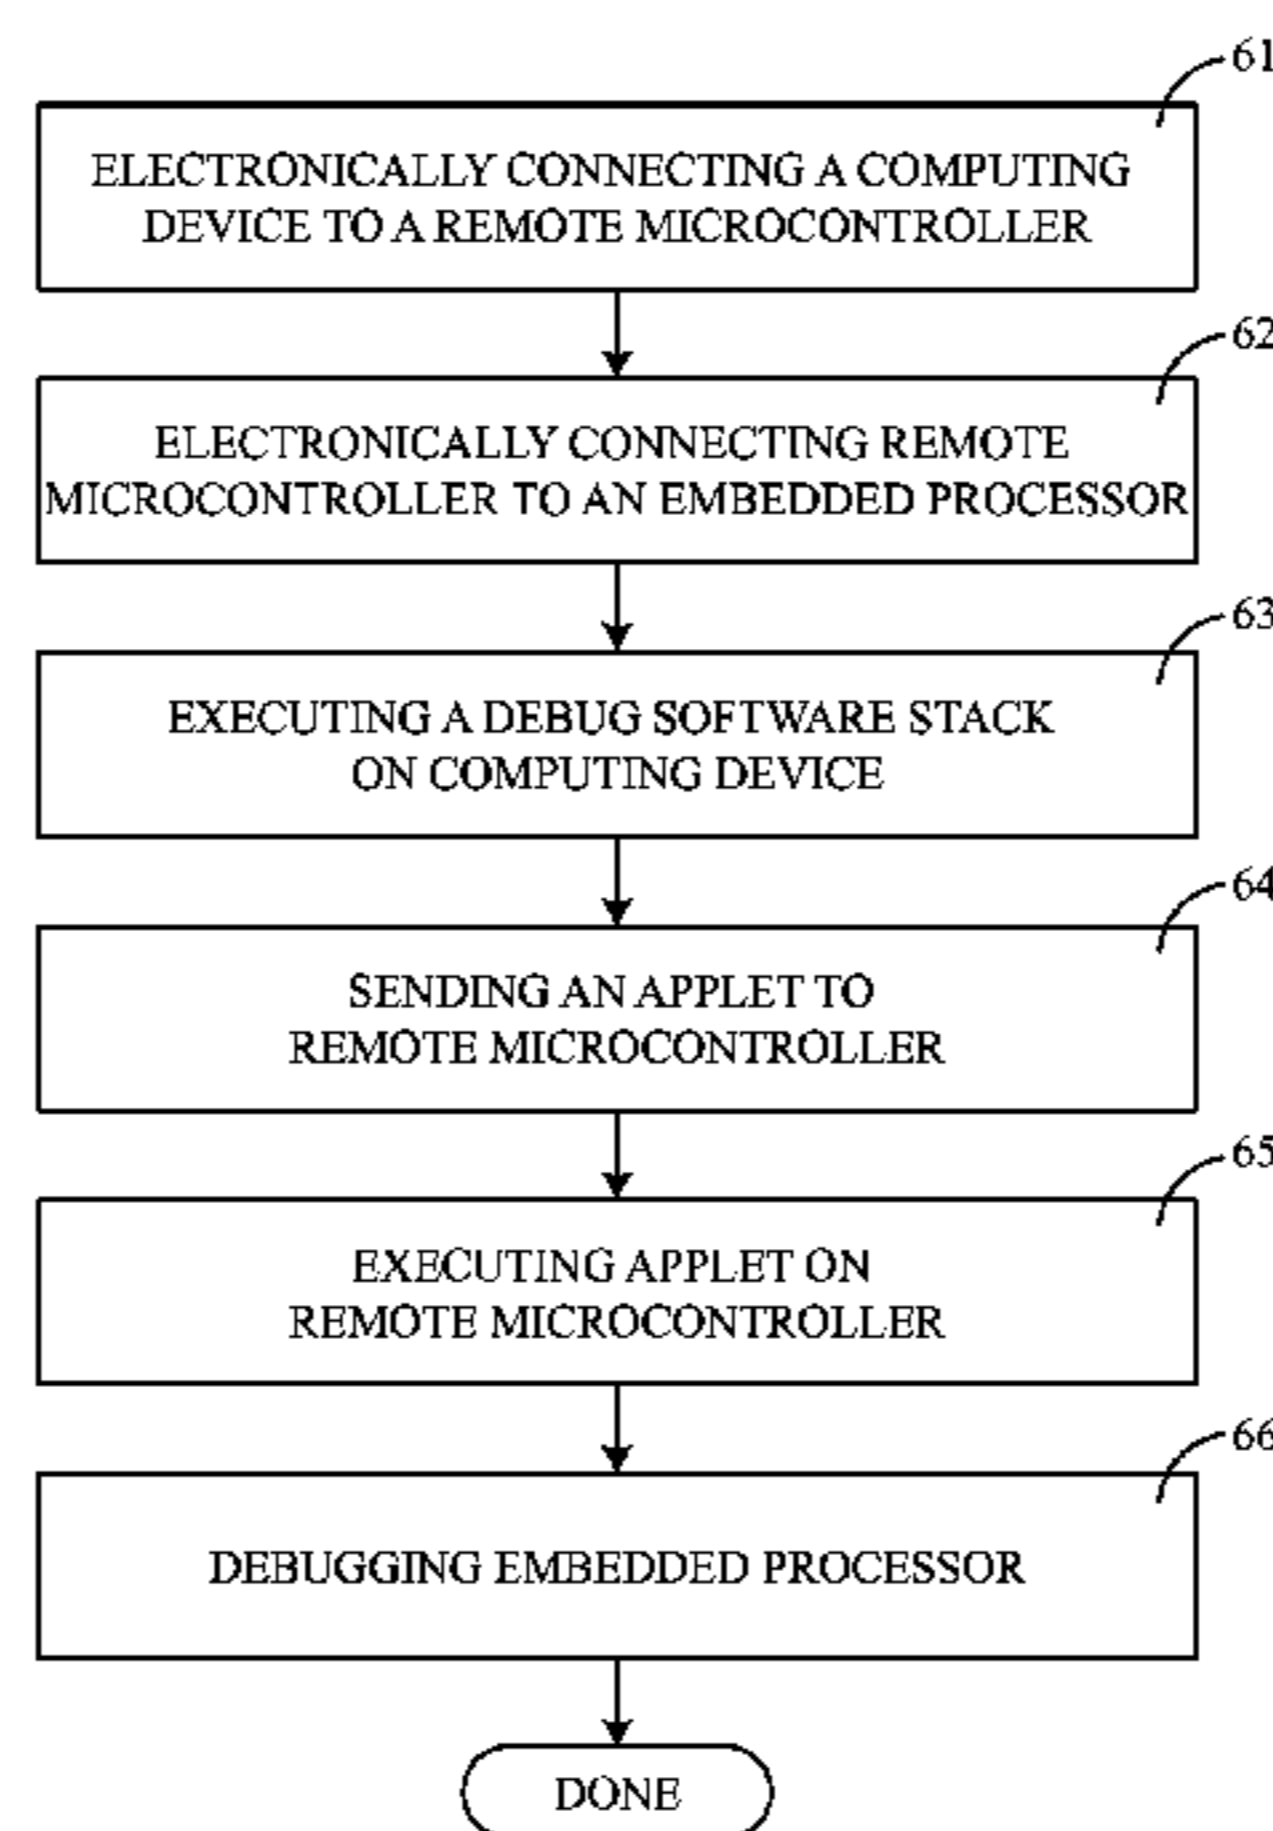 61
ELECTRONICALLY CONNECTING A COMPUTING
DEVICE TO A REMOTE MICROCONTROLLER
62
ELECTRONICALLY CONNECTING REMOTE
MICROCONTROLLER TO AN EMBEDDED PROCESSOR
63
EXECUTING A DEBUG SOFTWARE STACK
ON COMPUTING DEVICE
64
SENDING AN APPLET TO
REMOTE MICROCONTROLLER
65
EXECUTING APPLET ON
REMOTE MICROCONTROLLER
66
DEBUGGING EMBEDDED PROCESSOR
DONE